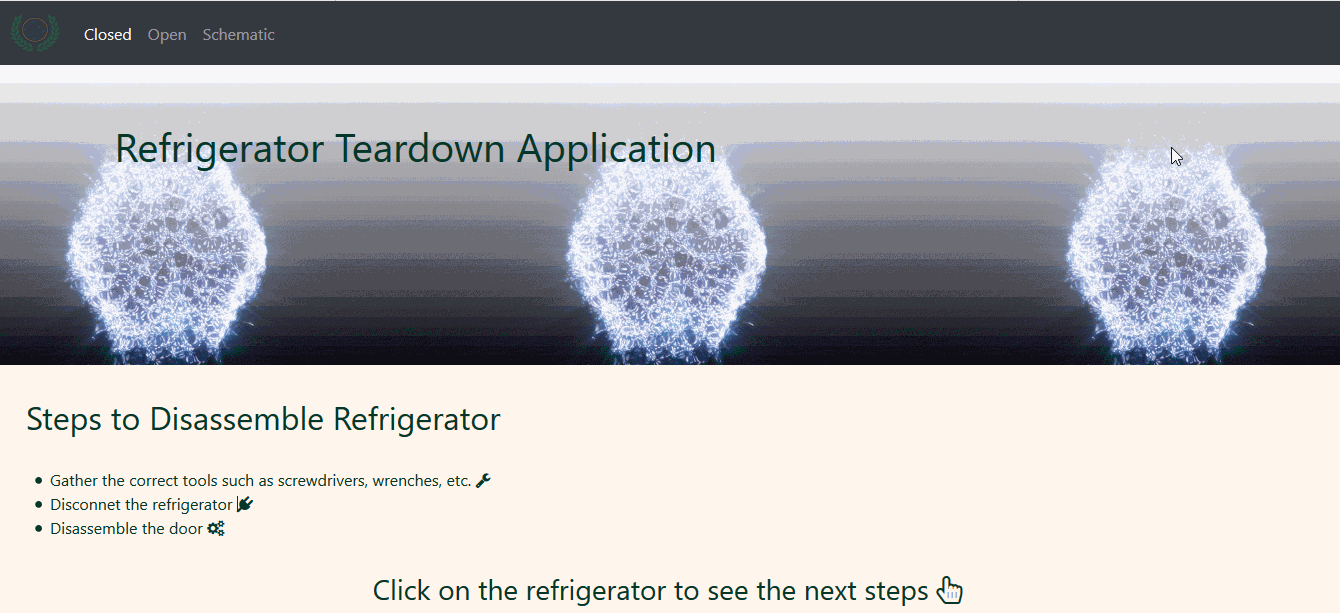 Closed Open Schematic
Refrigerator Teardown Application
Steps to Disassemble Refrigerator
Gather the correct tools such as screwdrivers, wrenches, etc.
Disconnet the refrigerator
Disassemble the door
Click on the refrigerator to see the next steps